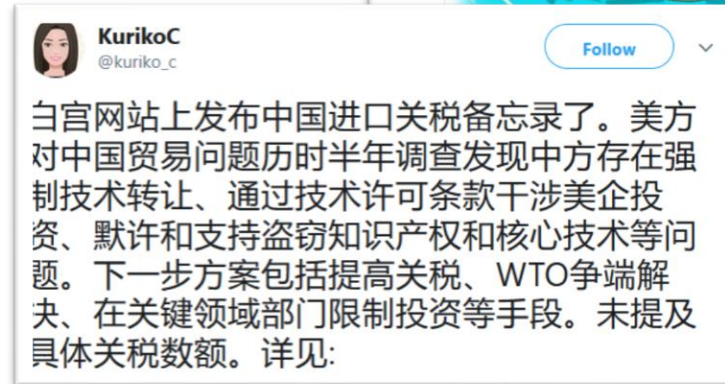 KurikoC
@kuriko_c
Follow
白宫网站上发布中国进口关税备忘录了。美方
对中国贸易问题历时半年调查发现中方存在强
制技术转让、通过技术许可条款干涉美企投
资、默许和支持盗窃知识产权和核心技术等问
题。下一步方案包括提高关税、WTO争端解
决、在关键领域部门限制投资等手段。未提及
具体关税数额。详见: